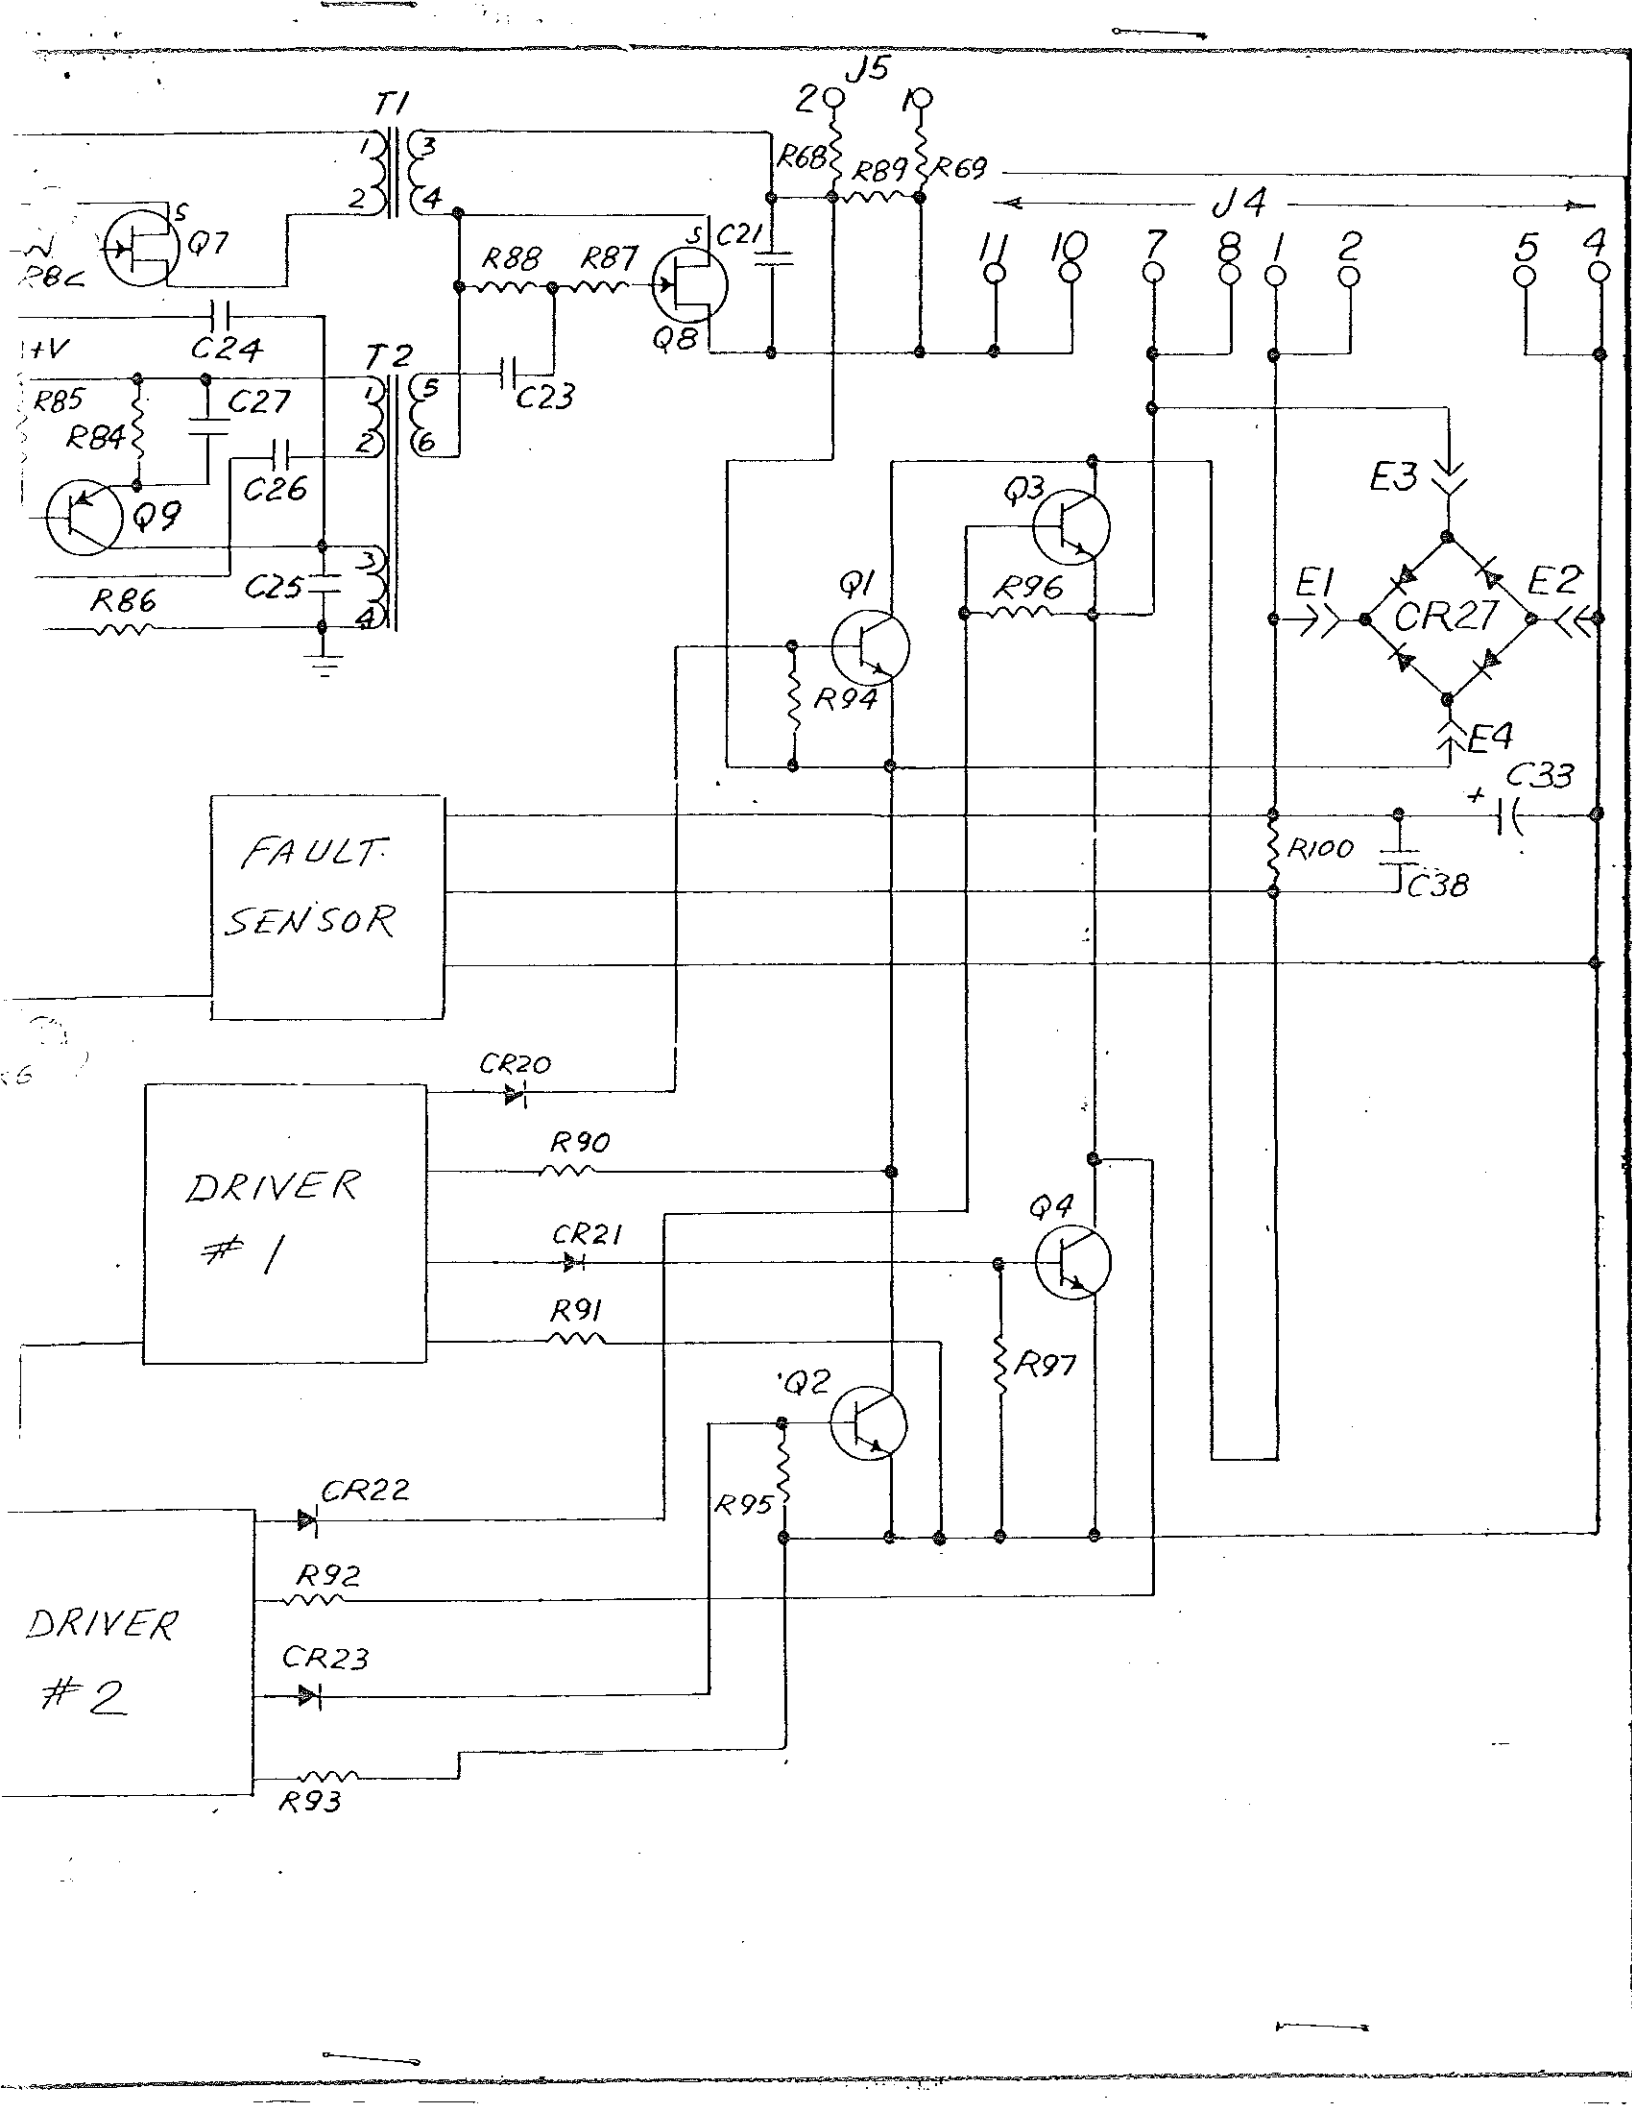 J5
2 1
T1
1 3
2 4
R68 R89 R69
J4
S
Q7
R88 R87
S C21
11 10 7 8 1 2 5 4
Q8
C24
+V
T2
R85
C27
1 5
C23
R84
2 6
C26
Q3
E3
Q9
3
C25
Q1
R96
E1
E2
R86
4
CR27
R94
E4
+ C33
FAULT
SENSOR
R100
C38
CR20
R90
DRIVER
#1
Q4
CR21
R91
R97
Q2
CR22
R95
R92
DRIVER
#2
CR23
R93